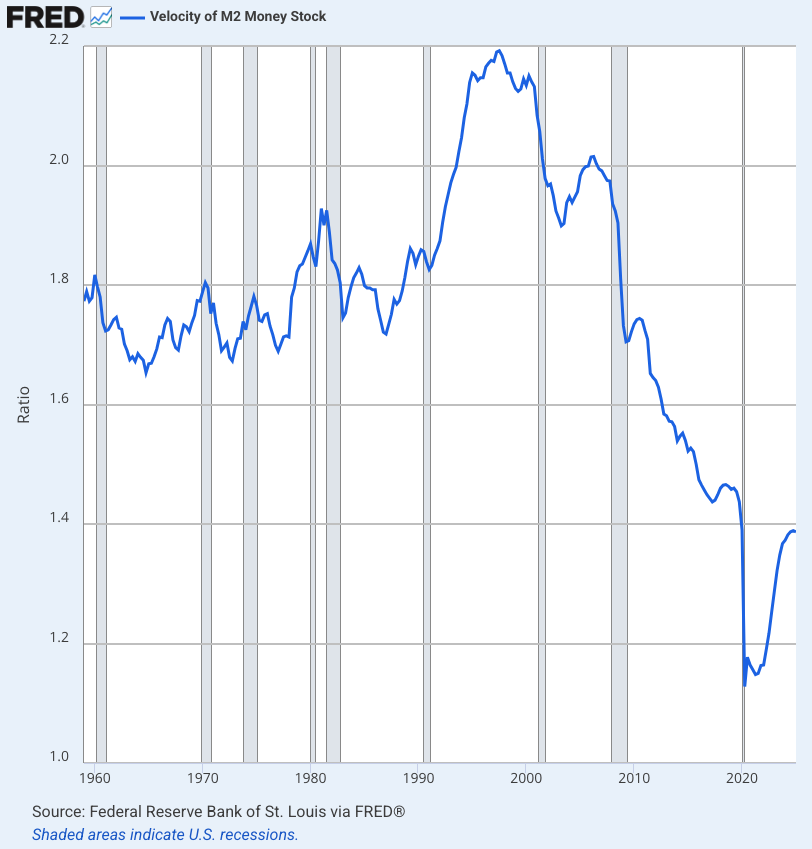 FRED Velocity of M2 Money Stock
2.2
2.0
1.8
1.6
1.4
1.2
1.0
Ratio
1960 1970 1980 1990 2000 2010 2020
Source: Federal Reserve Bank of St. Louis via FRED®
Shaded areas indicate U.S. recessions.